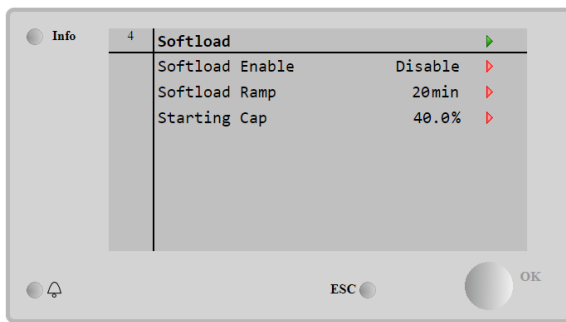 Info
4 Softload
Softload Enable Disable
Softload Ramp 20min
Starting Cap 40.0%
ESC
OK